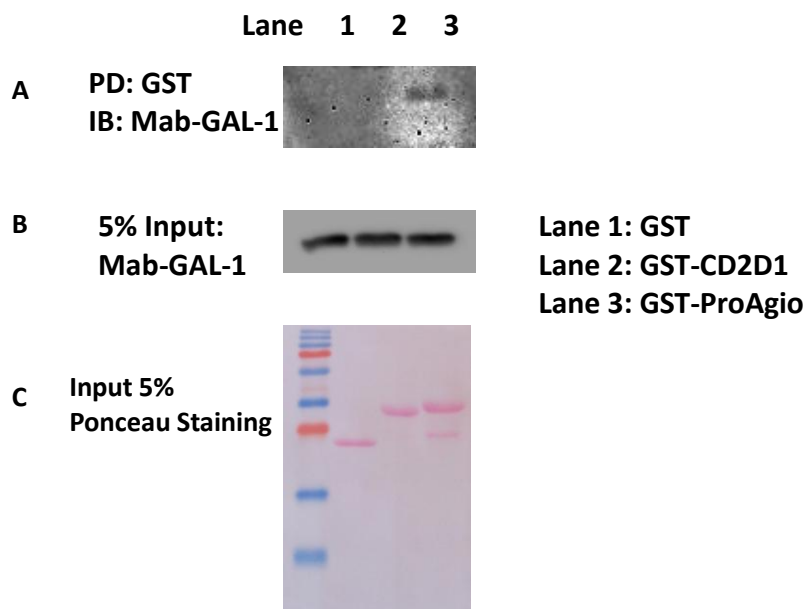 Lane 1 2 3
A
PD: GST
IB: Mab-GAL-1
B
5% Input:
Mab-GAL-1
Lane 1: GST
Lane 2: GST-CD2D1
Lane 3: GST-ProAgio
C
Input 5%
Ponceau Staining